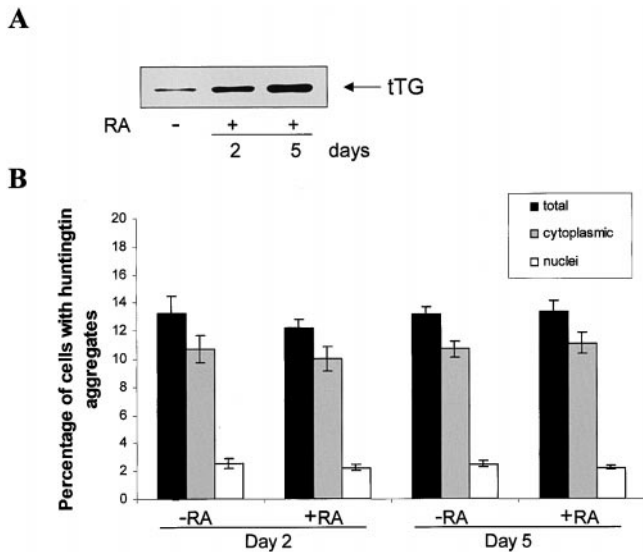 A
tTG
RA - + +
2 5 days
B
Percentage of cells with huntingtin
aggregates
20
18
16
14
12
10
8
6
4
2
0
total
cytoplasmic
nuclei
-RA +RA -RA +RA
Day 2 Day 5